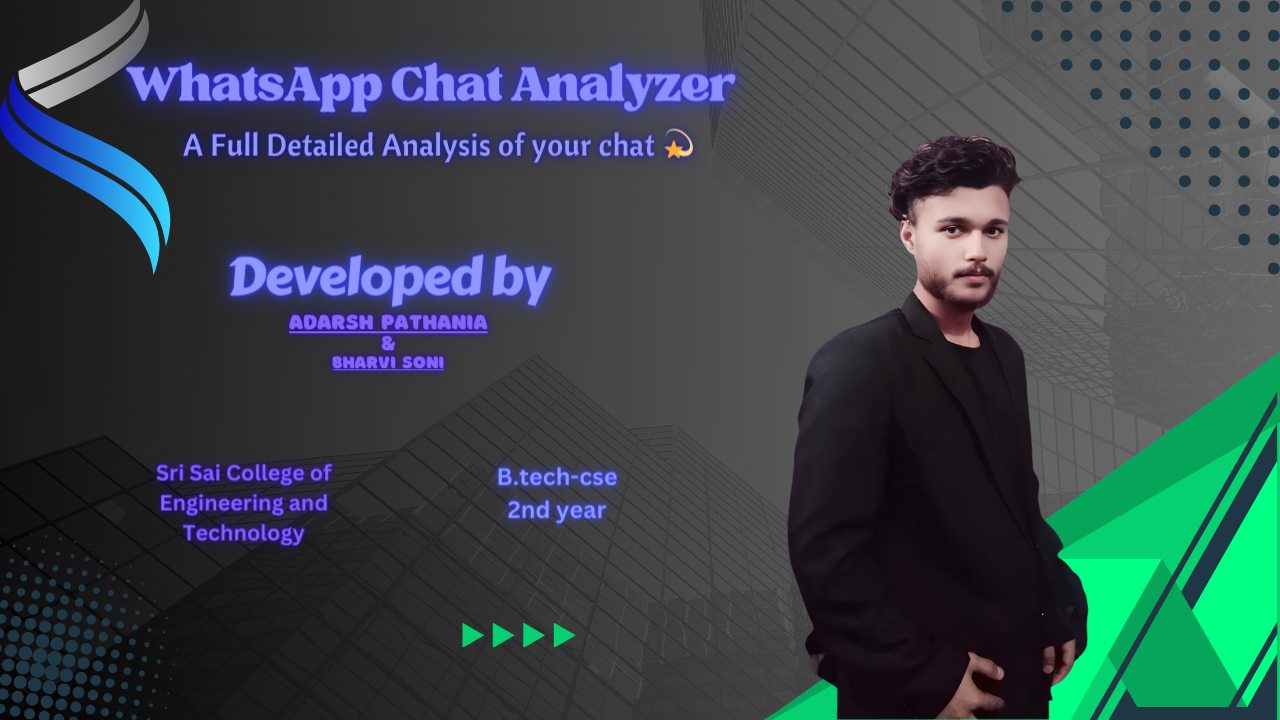 WhatsApp Chat Analyzer
A Full Detailed Analysis of your chat 💫
Developed by
ADARSH PATHANIA
&
BHARVI SONI
Sri Sai College of
Engineering and
Technology
B.tech-cse
2nd year